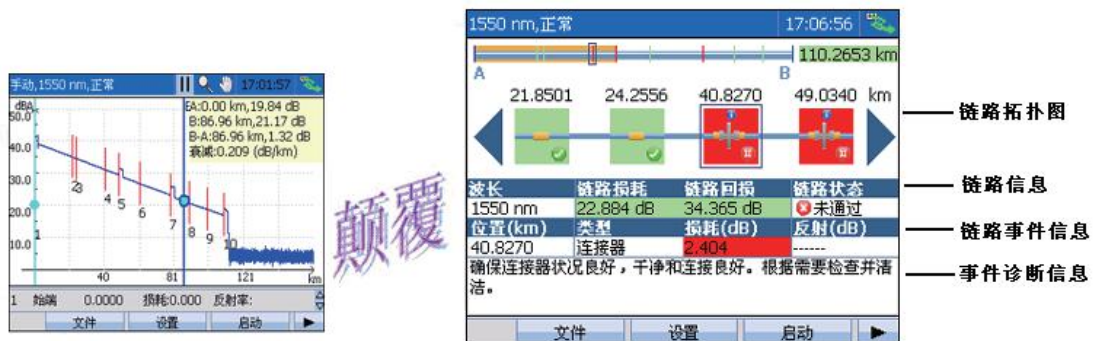 手动,1550 nm,正常 17:01:57
dBA
EA:0.00 km,19.84 dB
50.0
B:86.96 km,21.17 dB
B-A:86.96 km,1.32 dB
衰减:0.209 (dB/km)
40.0
30.0
20.0
10.0
1
2
3
4
5
6
7
8
9
10
40 81 121 km
1 始端 0.0000 损耗:0.000 反射率:
文件 设置 启动
颠覆
1550 nm,正常 17:06:56
110.2653 km
A B
21.8501 24.2556 40.8270 49.0340 km
波长 链路损耗 链路回损 链路状态
1550 nm 22.884 dB 34.365 dB 未通过
位置(km) 类型 损耗(dB) 反射(dB)
40.8270 连接器 2.404 ------
确保连接器状况良好，干净和连接良好。根据需要检查并清
洁。
文件 设置 启动
链路拓扑图
链路信息
链路事件信息
事件诊断信息